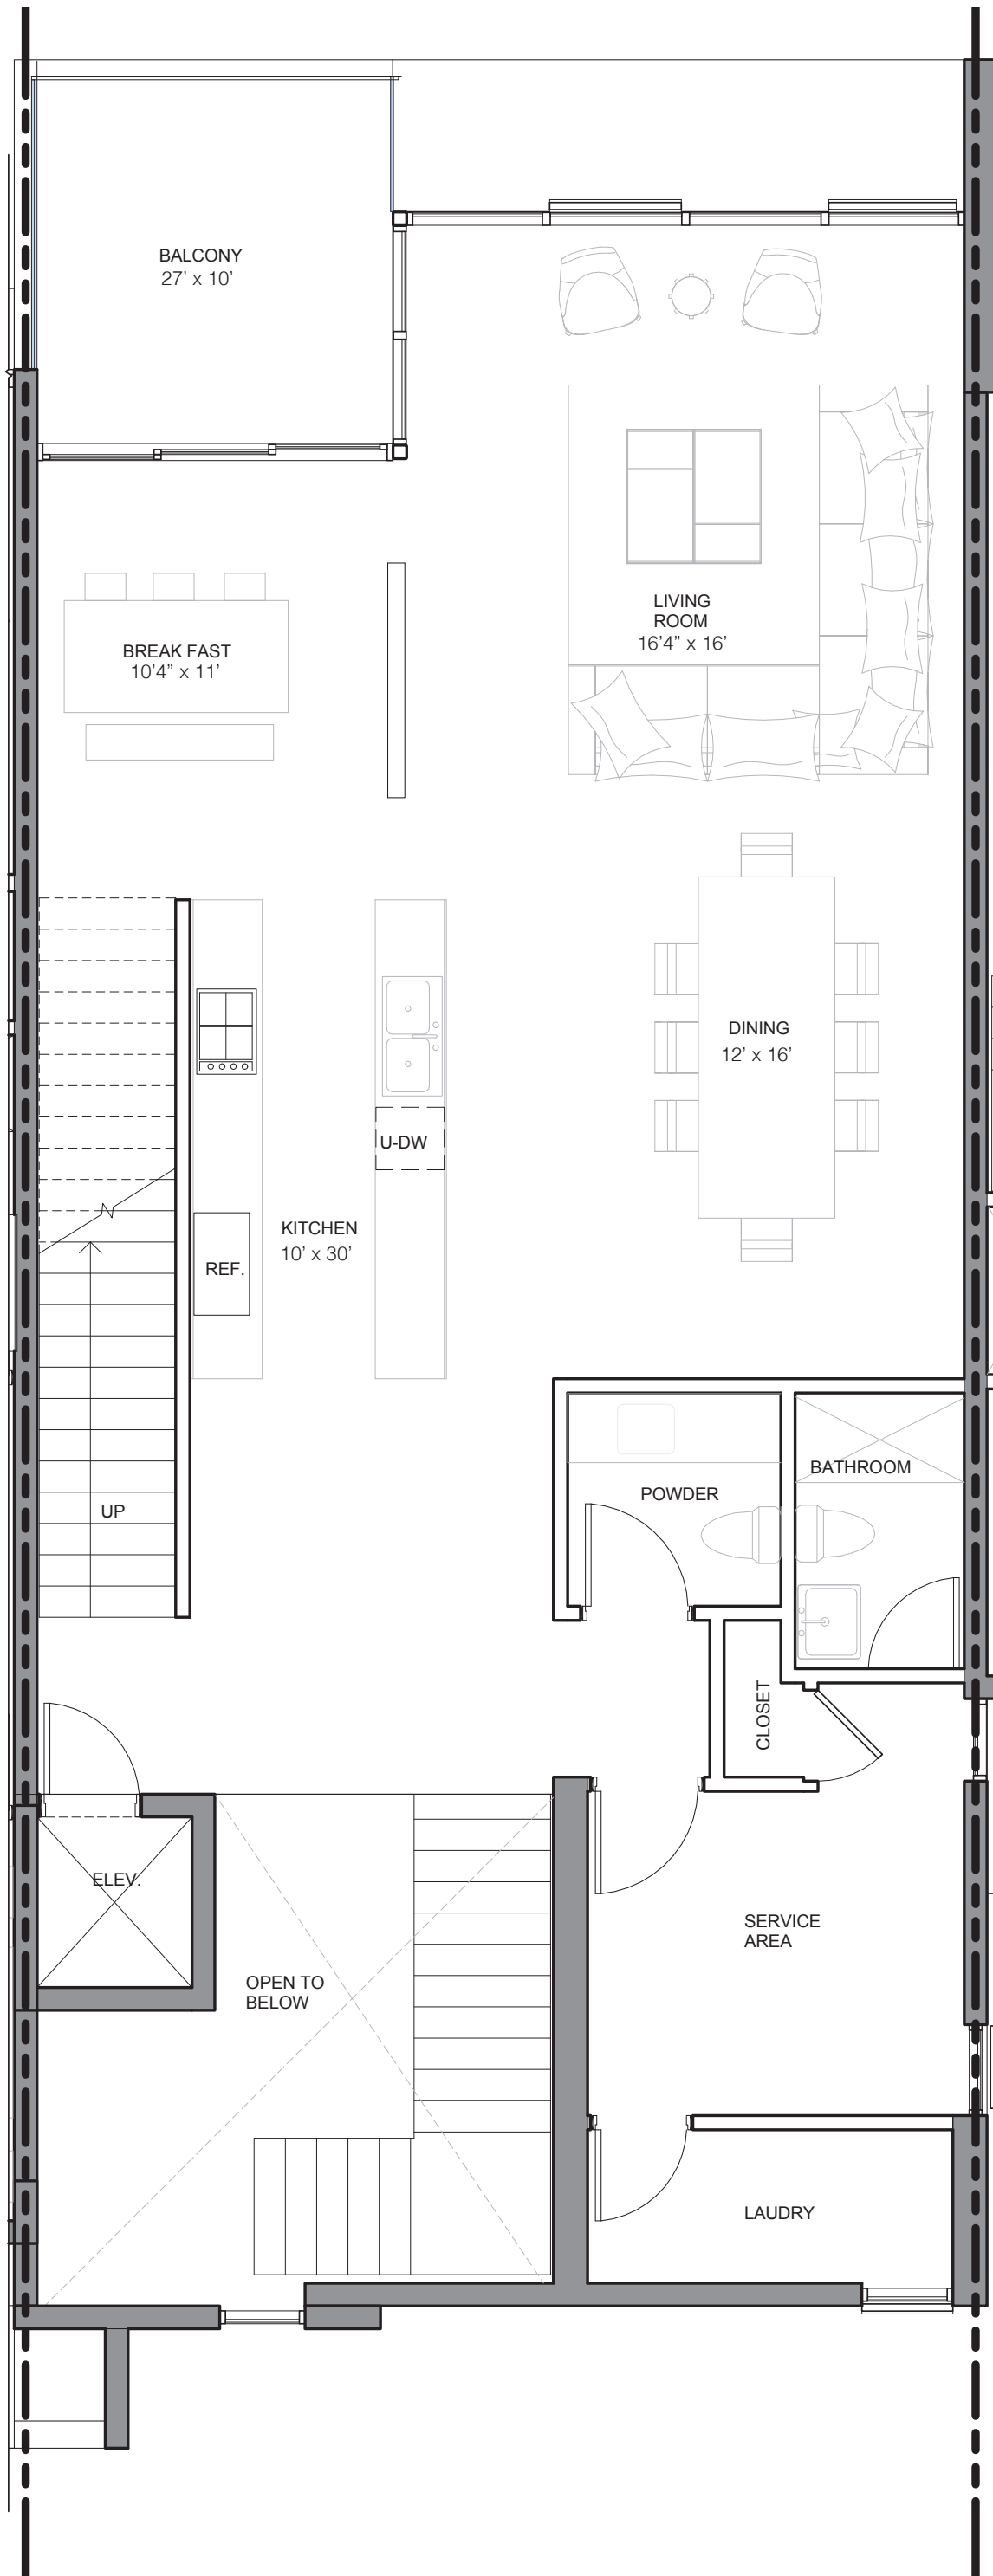 BALCONY
27’ x 10’
LIVING
ROOM
16’4” x 16’
BREAK FAST
10’4” x 11’
DINING
12’ x 16’
U-DW
KITCHEN
10’ x 30’
REF.
UP
BATHROOM
POWDER
CLOSET
ELEV.
SERVICE
AREA
OPEN TO
BELOW
LAUDRY